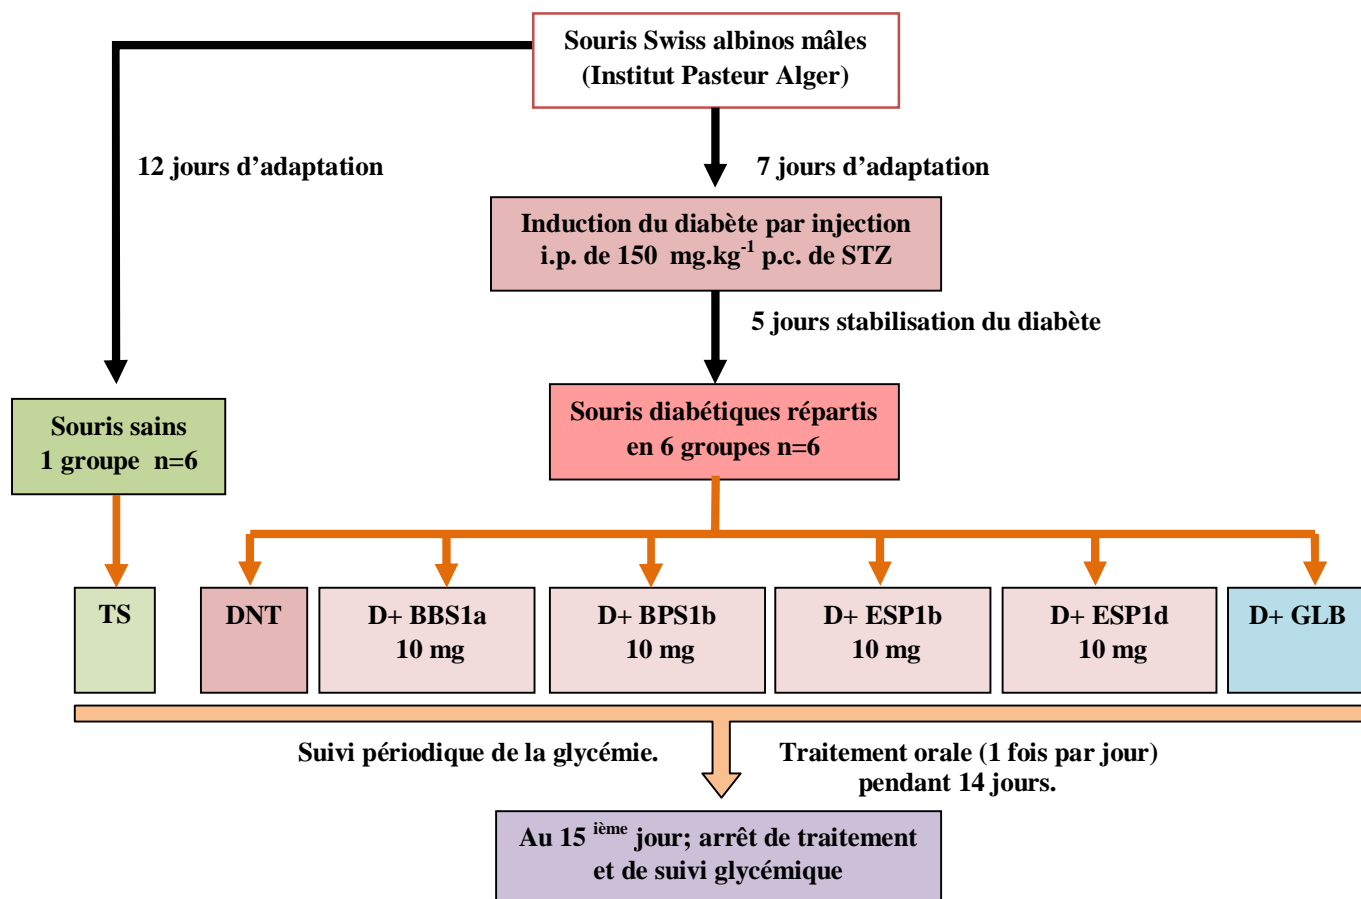 Souris Swiss albinos mâles
(Institut Pasteur Alger)
12 jours d’adaptation
7 jours d’adaptation
Induction du diabète par injection
i.p. de 150 mg.kg-1 p.c. de STZ
5 jours stabilisation du diabète
Souris sains
1 groupe n=6
Souris diabétiques répartis
en 6 groupes n=6
TS
DNT
D+ BBS1a
10 mg
D+ BPS1b
10 mg
D+ ESP1b
10 mg
D+ ESP1d
10 mg
D+ GLB
Suivi périodique de la glycémie.
Traitement orale (1 fois par jour)
pendant 14 jours.
Au 15 ième jour; arrêt de traitement
et de suivi glycémique